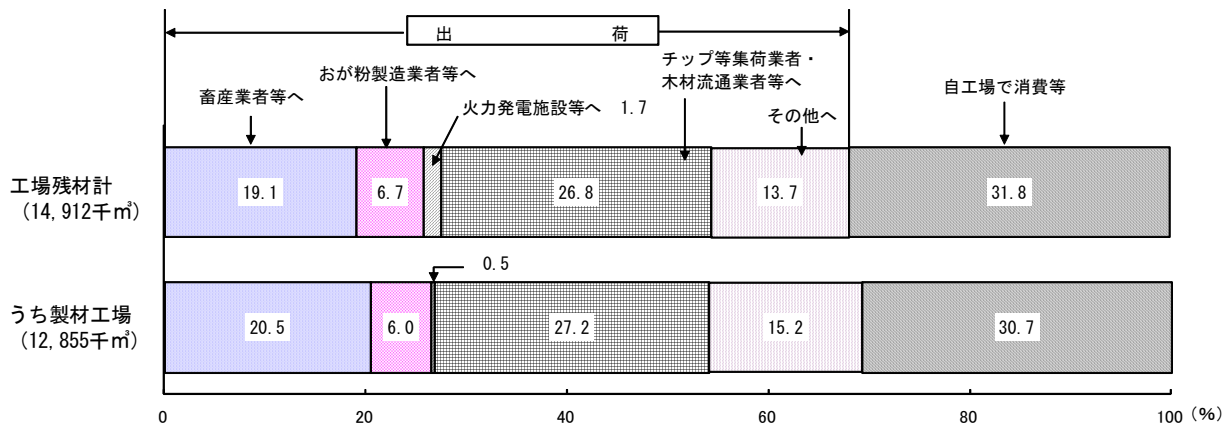 出　荷
チップ等集荷業者・
木材流通業者等へ
おが粉製造業者等へ
畜産業者等へ
火力発電施設等へ 1.7
その他へ
自工場で消費等
工場残材計
（14,912千㎥）
19.1
6.7
26.8
13.7
31.8
0.5
うち製材工場
（12,855千㎥）
20.5
6.0
27.2
15.2
30.7
0 20 40 60 80 100 (%)